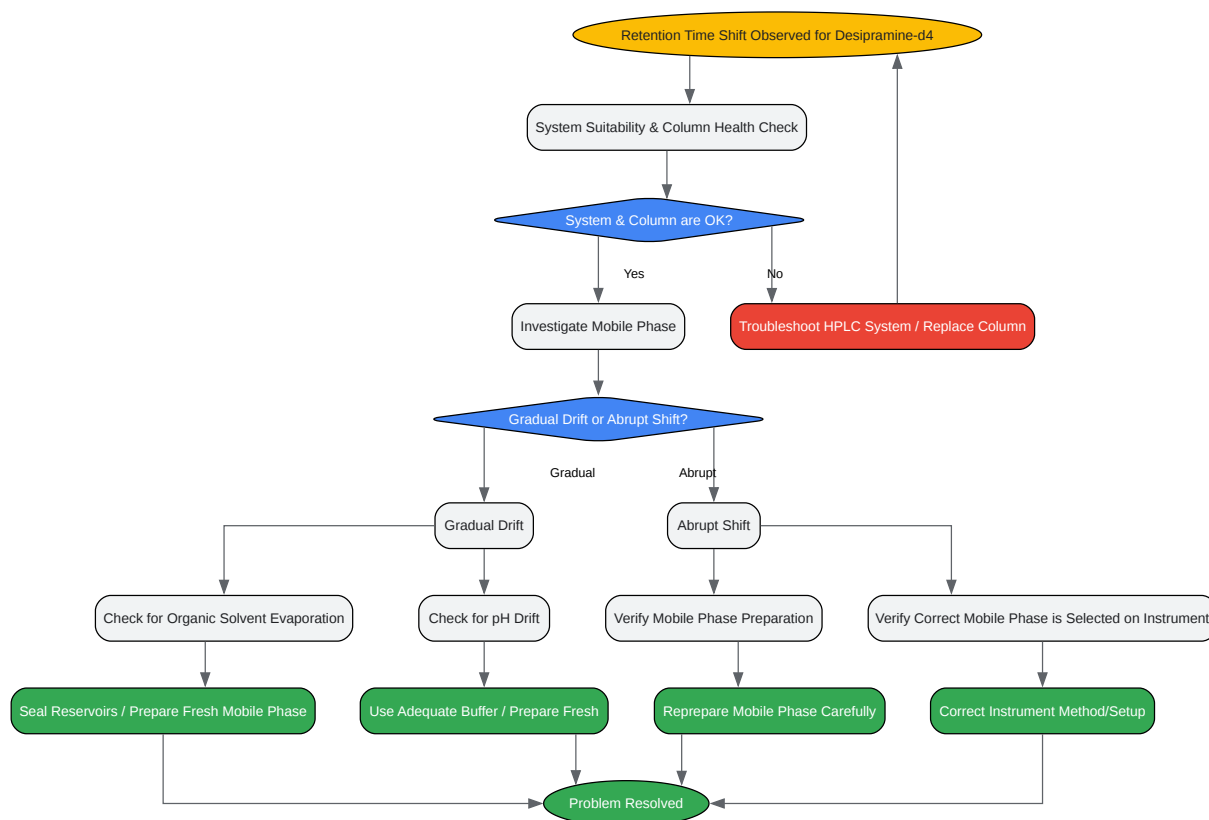 Retention Time Shift Observed for Desipramine-d4
System Suitability & Column Health Check
System & Column are OK?
Yes
No
Investigate Mobile Phase
Troubleshoot HPLC System / Replace Column
Gradual Drift or Abrupt Shift?
Gradual
Abrupt
Gradual Drift
Abrupt Shift
Check for Organic Solvent Evaporation
Check for pH Drift
Verify Mobile Phase Preparation
Verify Correct Mobile Phase is Selected on Instrument
Seal Reservoirs / Prepare Fresh Mobile Phase
Use Adequate Buffer / Prepare Fresh
Reprepare Mobile Phase Carefully
Correct Instrument Method/Setup
Problem Resolved